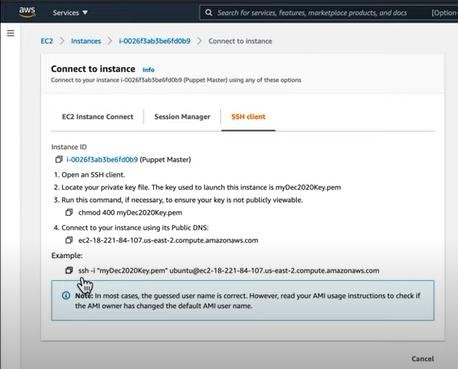 aws
Services
Search for services, features, marketplace products, and docs
[Option+
EC2 > Instances > i-0026f3ab3be6fd0b9 > Connect to instance
Connect to instance Info
Connect to your instance i-0026f3ab3be6fd0b9 (Puppet Master) using any of these options
EC2 Instance Connect
Session Manager
SSH client
Instance ID
i-0026f3ab3be6fd0b9 (Puppet Master)
1. Open an SSH client.
2. Locate your private key file. The key used to launch this instance is myDec2020Key.pem
3. Run this command, if necessary, to ensure your key is not publicly viewable.
chmod 400 myDec2020Key.pem
4. Connect to your instance using its Public DNS:
ec2-18-221-84-107.us-east-2.compute.amazonaws.com
Example:
ssh -i "myDec2020Key.pem" ubuntu@ec2-18-221-84-107.us-east-2.compute.amazonaws.com
Note: In most cases, the guessed user name is correct. However, read your AMI usage instructions to check if
the AMI owner has changed the default AMI user name.
Cancel